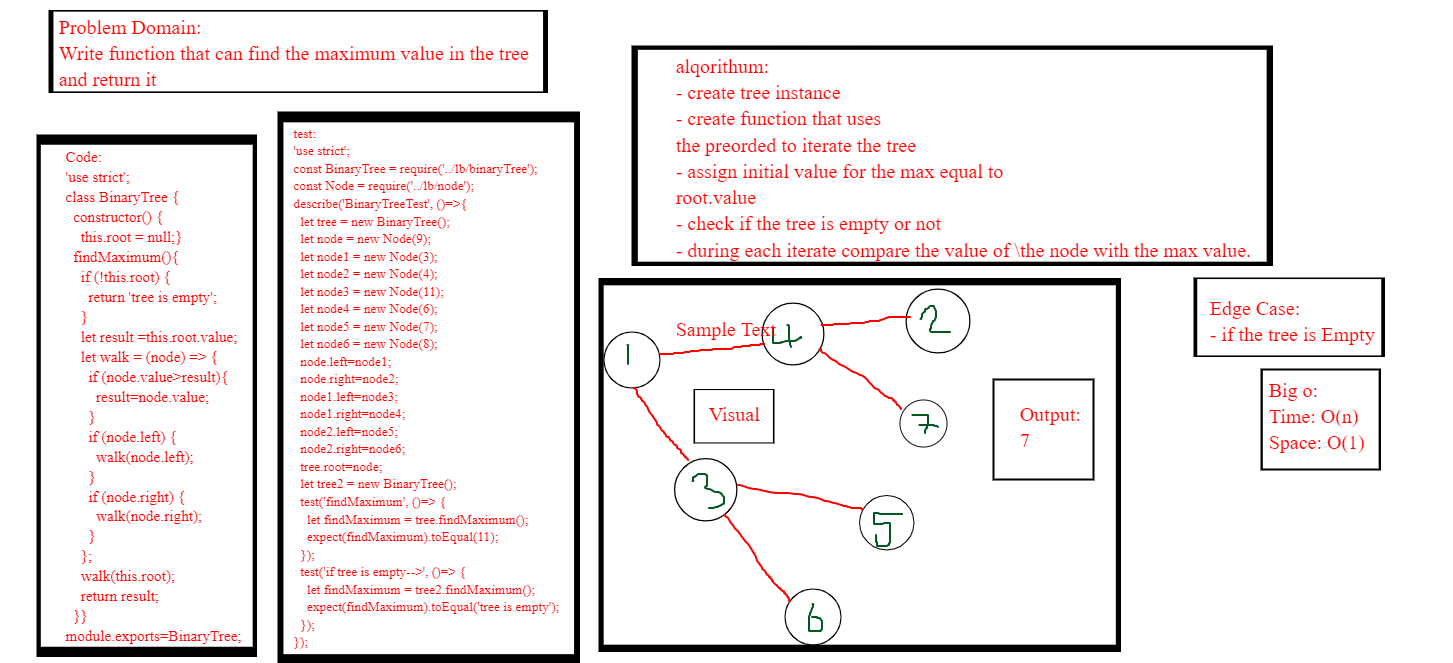 Problem Domain:
Write function that can find the maximum value in the tree
and return it
Code:
'use strict';
class BinaryTree {
constructor() {
this.root = null;}
findMaximum(){
if (!this.root) {
return 'tree is empty';
}
let result =this.root.value;
let walk = (node) => {
if (node.value>result){
result=node.value;
}
if (node.left) {
walk(node.left);
}
if (node.right) {
walk(node.right);
}
};
walk(this.root);
return result;
}}
module.exports=BinaryTree;
test:
'use strict';
const BinaryTree = require('../lb/binaryTree');
const Node = require('../lb/node');
describe('BinaryTreeTest', ()=>{
let tree = new BinaryTree();
let node = new Node(9);
let node1 = new Node(3);
let node2 = new Node(4);
let node3 = new Node(11);
let node4 = new Node(6);
let node5 = new Node(7);
let node6 = new Node(8);
node.left=node1;
node.right=node2;
node1.left=node3;
node1.right=node4;
node2.left=node5;
node2.right=node6;
tree.root=node;
let tree2 = new BinaryTree();
test('findMaximum', ()=> {
let findMaximum = tree.findMaximum();
expect(findMaximum).toEqual(11);
});
test('if tree is empty-->', ()=> {
let findMaximum = tree2.findMaximum();
expect(findMaximum).toEqual('tree is empty');
});
});
alqorithum:
- create tree instance
- create function that uses
the preorded to iterate the tree
- assign initial value for the max equal to
root.value
- check if the tree is empty or not
- during each iterate compare the value of \the node with the max value.
Sample Text
1
4
2
7
3
5
6
Visual
Output:
7
Edge Case:
- if the tree is Empty
Big o:
Time: O(n)
Space: O(1)